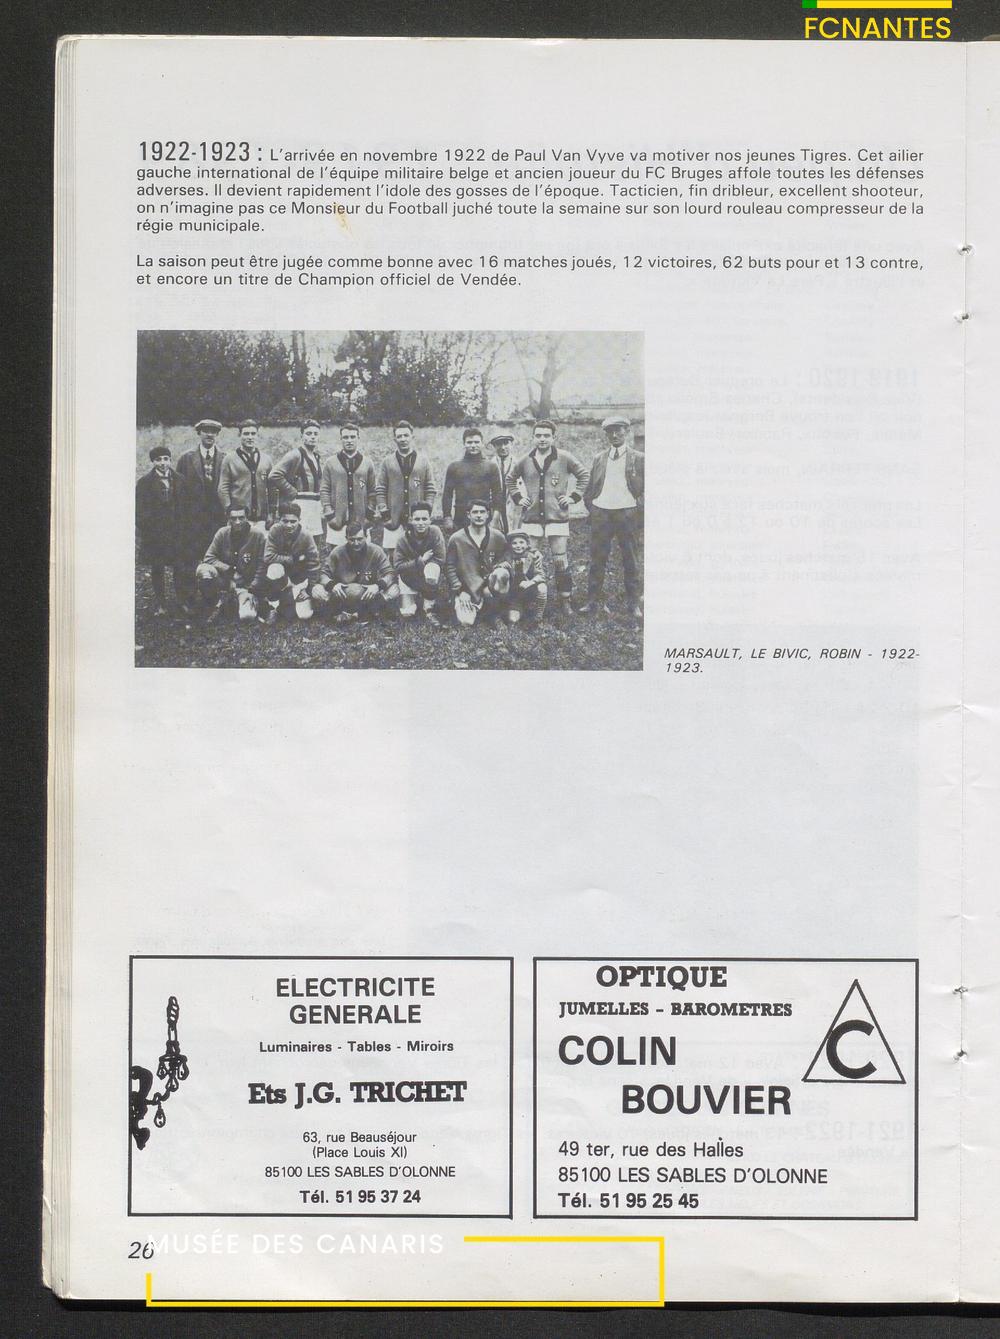 FCNANTES
1922-1923 : L'arrivée en novembre 1922 de Paul Van Vyve va motiver nos jeunes Tigres. Cet ailier
gauche international de l'équipe militaire belge et ancien joueur du FC Bruges affole toutes les défenses
adverses. Il devient rapidement l'idole des gosses de l'époque. Tacticien, fin dribleur, excellent shooteur,
on n'imagine pas ce Monsieur du Football juché toute la semaine sur son lourd rouleau compresseur de la
régie municipale.
La saison peut être jugée comme bonne avec 16 matches joués, 12 victoires, 62 buts pour et 13 contre,
et encore un titre de Champion officiel de Vendée.
MARSAULT, LE BIVIC, ROBIN - 1922-
1923.
ELECTRICITE
GENERALE
Luminaires - Tables - Miroirs
Ets J.G. TRICHET
63, rue Beauséjour
(Place Louis XI)
85100 LES SABLES D'OLONNE
Tél. 51 95 37 24
OPTIQUE
JUMELLES - BAROMETRES
COLIN
BOUVIER
C
49 ter, rue des Halles
85100 LES SABLES D'OLONNE
Tél. 51 95 25 45
26
MUSÉE DES CANARIS